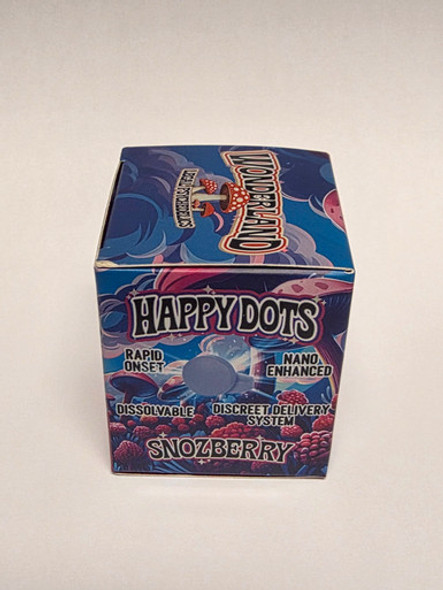 WONDERLAND
HAPPY DOTS
RAPID
ONSET
NANO
ENHANCED
DISSOLVABLE
DISCREET DELIVERY
SYSTEM
SNOZBERRY